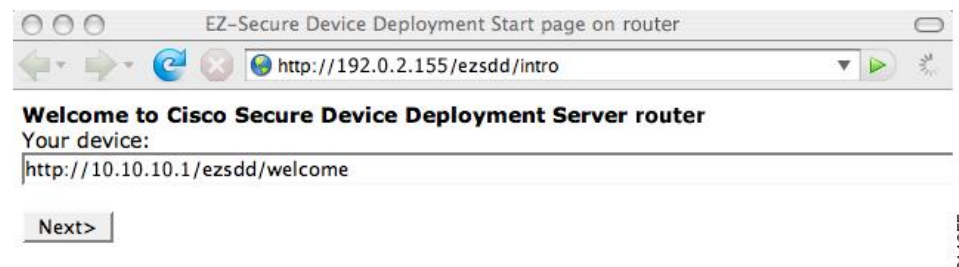 EZ-Secure Device Deployment Start page on router
http://192.0.2.155/ezsdd/intro
Welcome to Cisco Secure Device Deployment Server router
Your device:
http://10.10.10.1/ezsdd/welcome
Next>